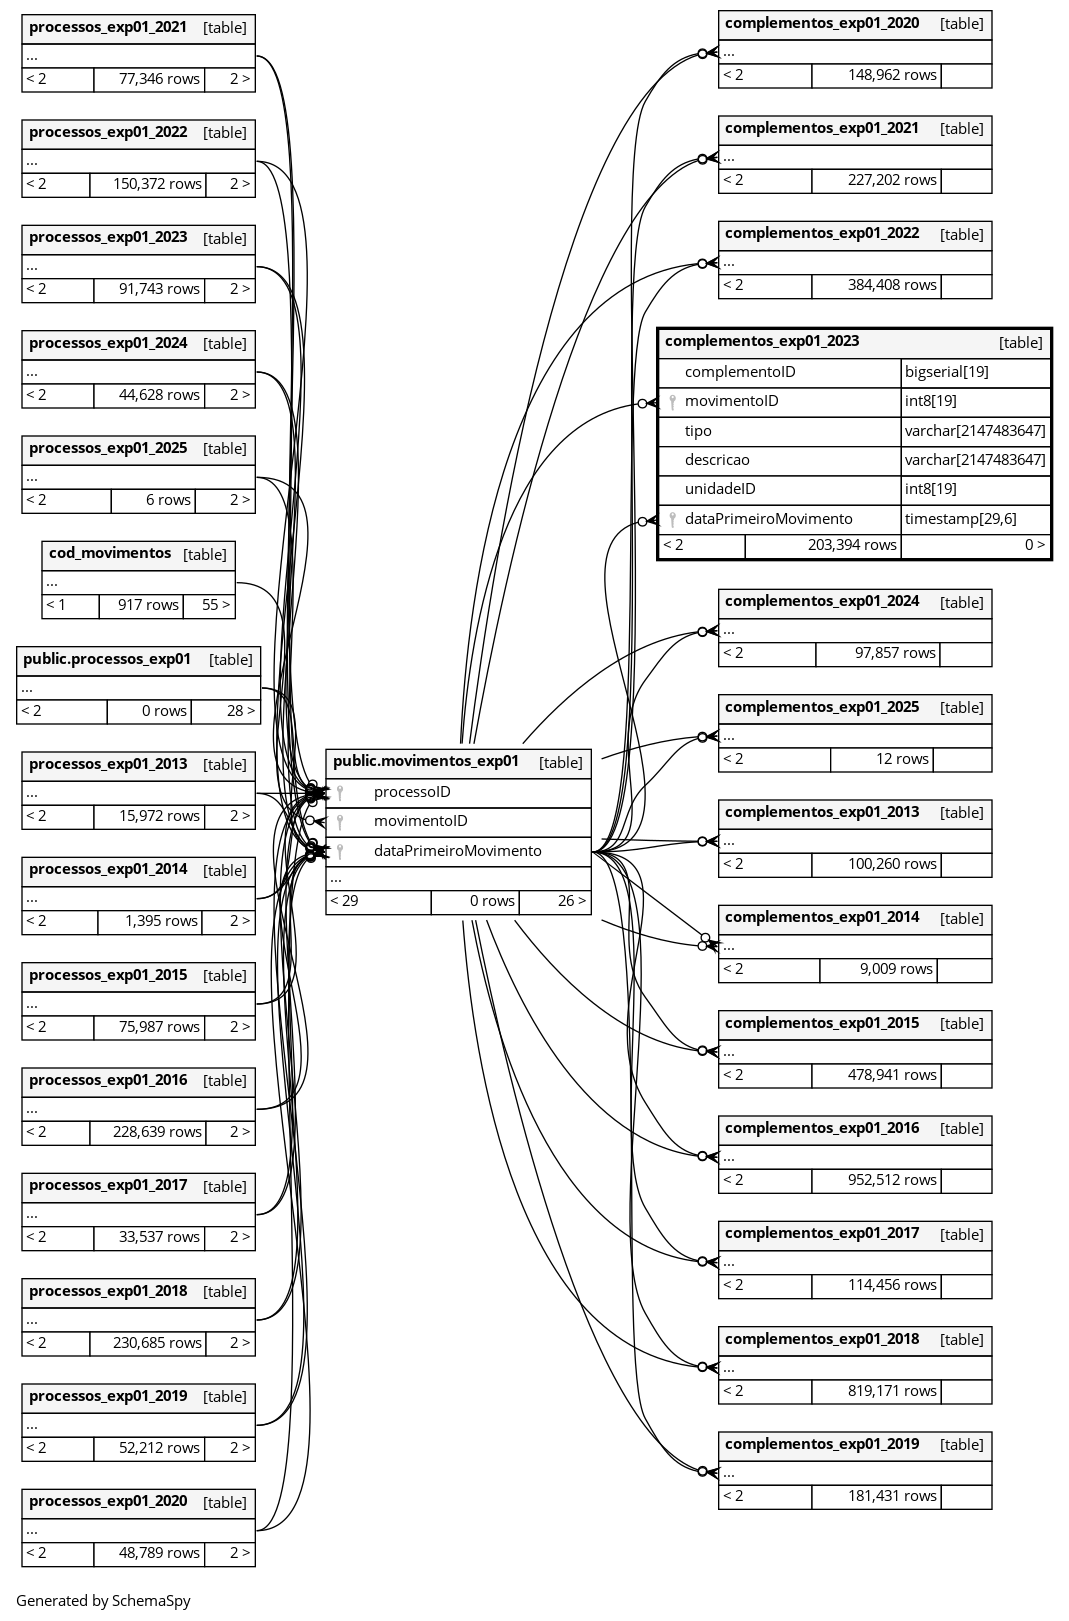 processos_exp01_2021 [table]
...
< 2 77,346 rows 2 >
processos_exp01_2022 [table]
...
< 2 150,372 rows 2 >
processos_exp01_2023 [table]
...
< 2 91,743 rows 2 >
processos_exp01_2024 [table]
...
< 2 44,628 rows 2 >
processos_exp01_2025 [table]
...
< 2 6 rows 2 >
cod_movimentos [table]
...
< 1 917 rows 55 >
public.processos_exp01 [table]
...
< 2 0 rows 28 >
processos_exp01_2013 [table]
...
< 2 15,972 rows 2 >
processos_exp01_2014 [table]
...
< 2 1,395 rows 2 >
processos_exp01_2015 [table]
...
< 2 75,987 rows 2 >
processos_exp01_2016 [table]
...
< 2 228,639 rows 2 >
processos_exp01_2017 [table]
...
< 2 33,537 rows 2 >
processos_exp01_2018 [table]
...
< 2 230,685 rows 2 >
processos_exp01_2019 [table]
...
< 2 52,212 rows 2 >
processos_exp01_2020 [table]
...
< 2 48,789 rows 2 >
public.movimentos_exp01 [table]
processoID
movimentoID
dataPrimeiroMovimento
...
< 29 0 rows 26 >
complementos_exp01_2020 [table]
...
< 2 148,962 rows
complementos_exp01_2021 [table]
...
< 2 227,202 rows
complementos_exp01_2022 [table]
...
< 2 384,408 rows
complementos_exp01_2023 [table]
complementoID bigserial[19]
movimentoID int8[19]
tipo varchar[2147483647]
descricao varchar[2147483647]
unidadeID int8[19]
dataPrimeiroMovimento timestamp[29,6]
< 2 203,394 rows 0 >
complementos_exp01_2024 [table]
...
< 2 97,857 rows
complementos_exp01_2025 [table]
...
< 2 12 rows
complementos_exp01_2013 [table]
...
< 2 100,260 rows
complementos_exp01_2014 [table]
...
< 2 9,009 rows
complementos_exp01_2015 [table]
...
< 2 478,941 rows
complementos_exp01_2016 [table]
...
< 2 952,512 rows
complementos_exp01_2017 [table]
...
< 2 114,456 rows
complementos_exp01_2018 [table]
...
< 2 819,171 rows
complementos_exp01_2019 [table]
...
< 2 181,431 rows
Generated by SchemaSpy